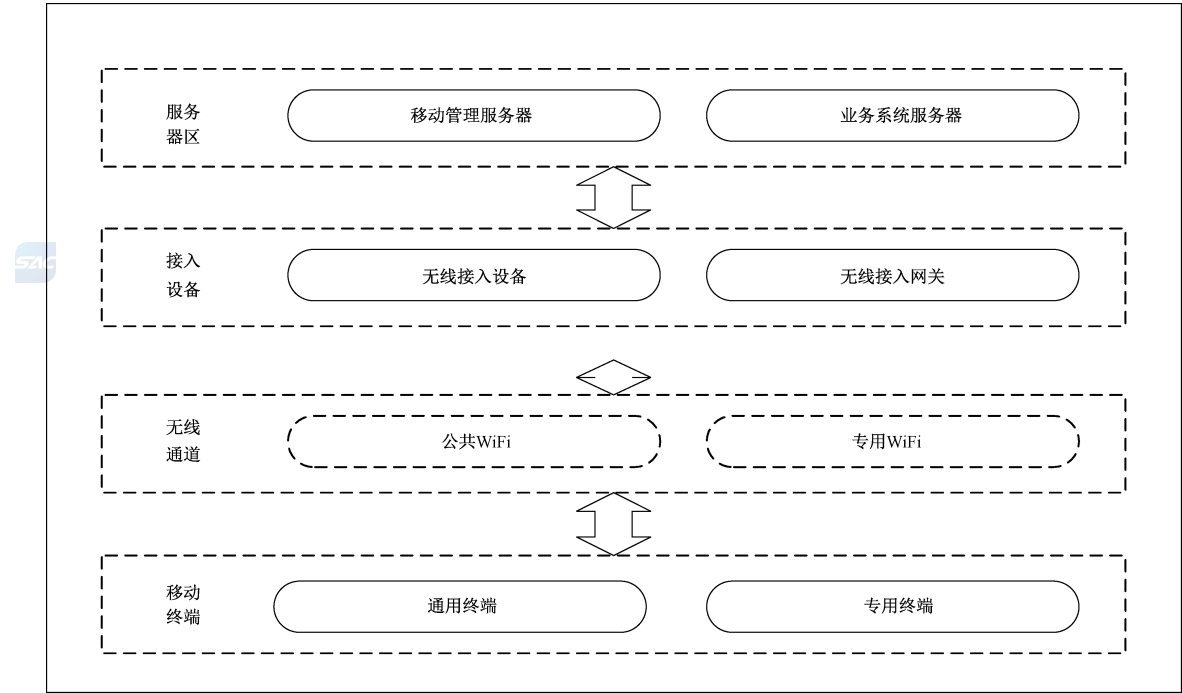 服务
器区
移动管理服务器
业务系统服务器
接入
设备
无线接入设备
无线接入网关
无线
通道
公共WiFi
专用WiFi
移动
终端
通用终端
专用终端
SAC